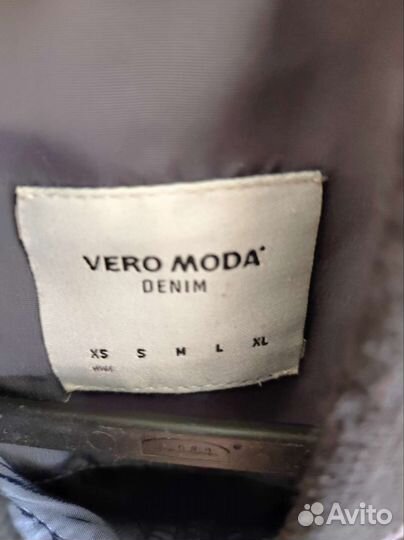 VERO MODA
DENIM
XS S M L XL
Avito